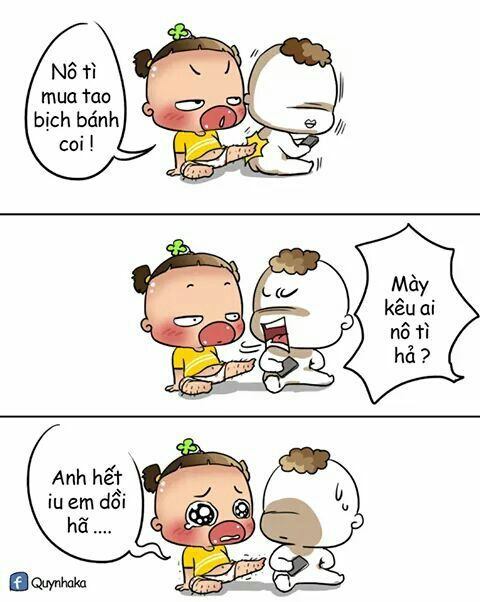 Nô tì
mua tao
bịch bánh
coi !
Mày
kêu ai
nô tì
hả ?
Anh hết
iu em dồi
hã ....
f Quynhaka